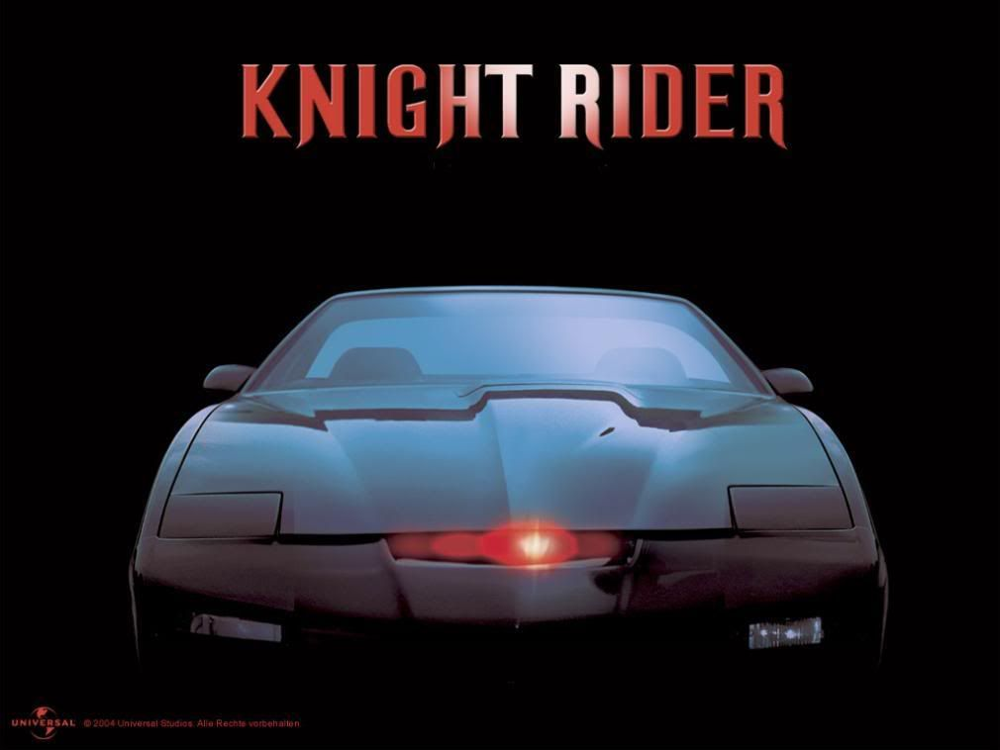 KNIGHT RIDER
UNIVERSAL © 2004 Universal Studios. Alle Rechte vorbehalten